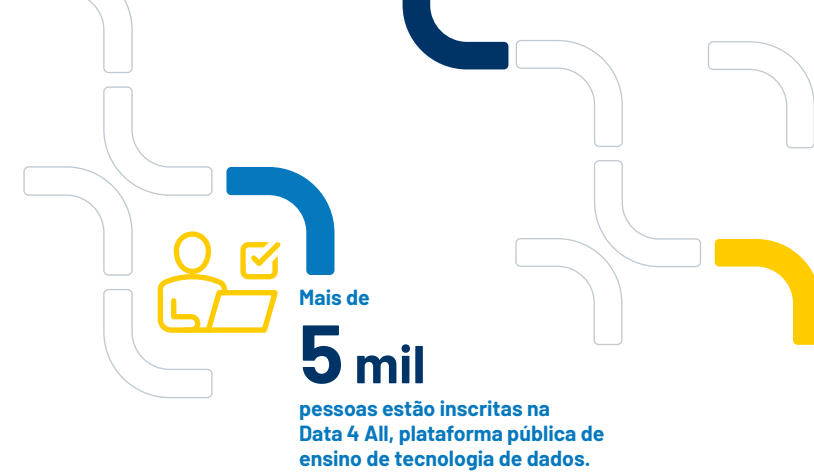 Mais de
5 mil
pessoas estão inscritas na
Data 4 All, plataforma pública de
ensino de tecnologia de dados.